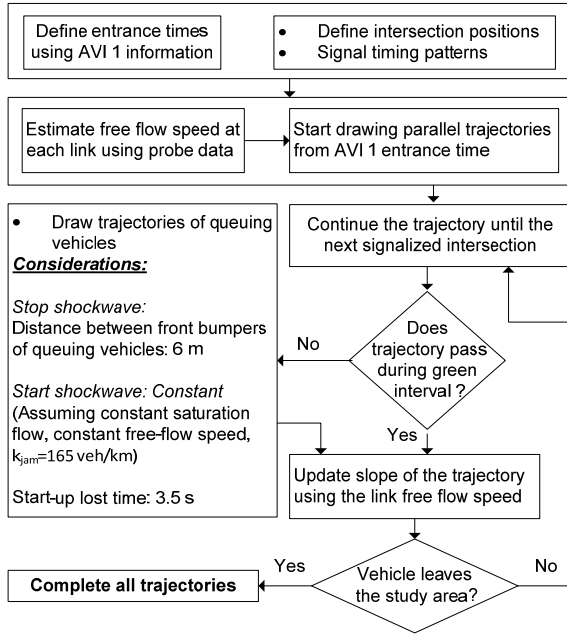 Define entrance times
using AVI 1 information
• Define intersection positions
• Signal timing patterns
Estimate free flow speed at
each link using probe data
Start drawing parallel trajectories
from AVI 1 entrance time
• Draw trajectories of queuing
vehicles
Considerations:
Stop shockwave:
Distance between front bumpers
of queuing vehicles: 6 m
Start shockwave: Constant
(Assuming constant saturation
flow, constant free-flow speed,
kjam=165 veh/km)
Start-up lost time: 3.5 s
Continue the trajectory until the
next signalized intersection
Does
trajectory pass
during green
interval ?
No
Yes
Update slope of the trajectory
using the link free flow speed
Vehicle leaves
the study area?
Yes
No
Complete all trajectories